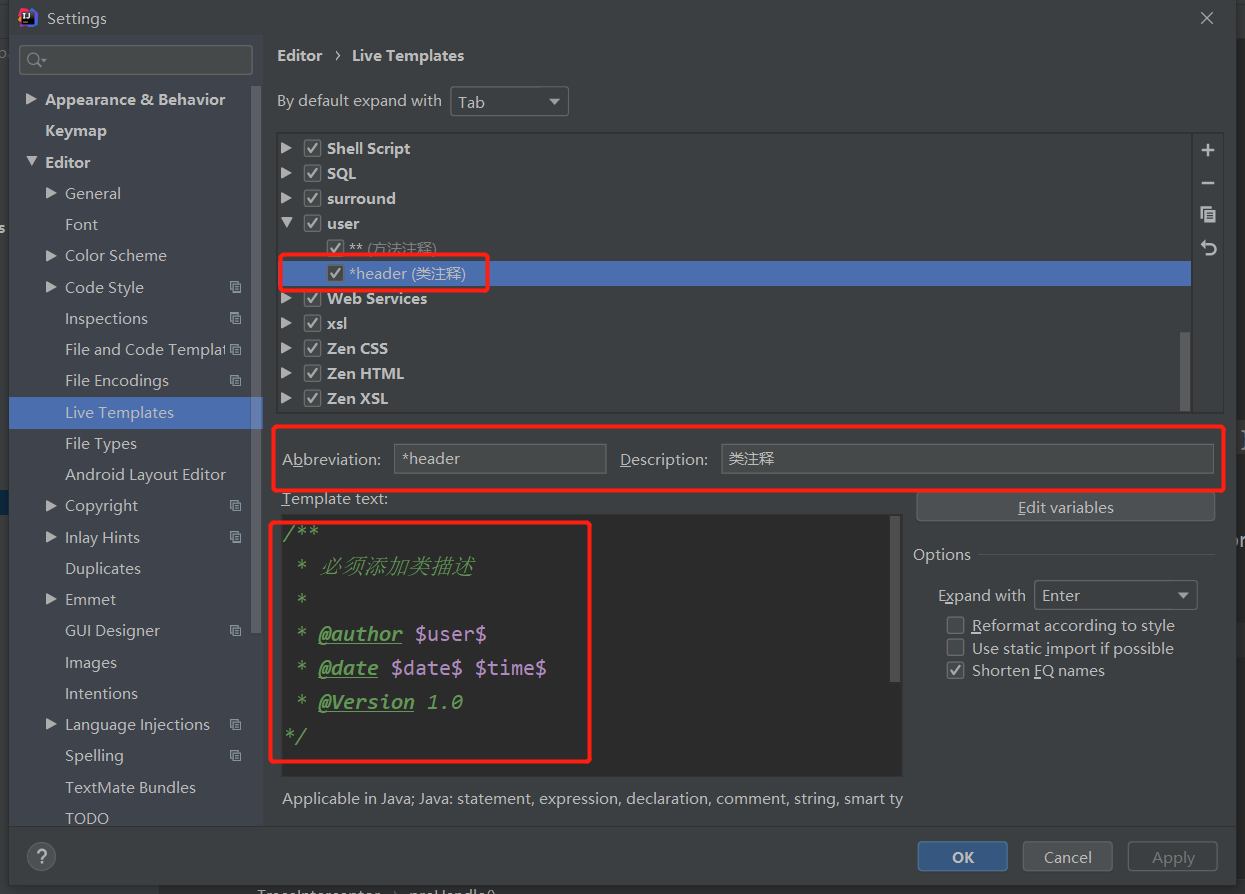 Settings
Editor › Live Templates
By default expand with Tab
Appearance & Behavior
Keymap
Editor
General
Font
Color Scheme
Code Style
Inspections
File and Code Templat
File Encodings
Live Templates
File Types
Android Layout Editor
Copyright
Inlay Hints
Duplicates
Emmet
GUI Designer
Images
Intentions
Language Injections
Spelling
TextMate Bundles
TODO
Shell Script
SQL
surround
user
** (方法注释)
*header (类注释)
Web Services
xsl
Zen CSS
Zen HTML
Zen XSL
Abbreviation: *header Description: 类注释
Template text:
/**
* 必须添加类描述
*
* @author $user$
* @date $date$ $time$
* @Version 1.0
*/
Edit variables
Options
Expand with Enter
Reformat according to style
Use static import if possible
Shorten FQ names
Applicable in Java; Java: statement, expression, declaration, comment, string, smart ty
? OK Cancel Apply